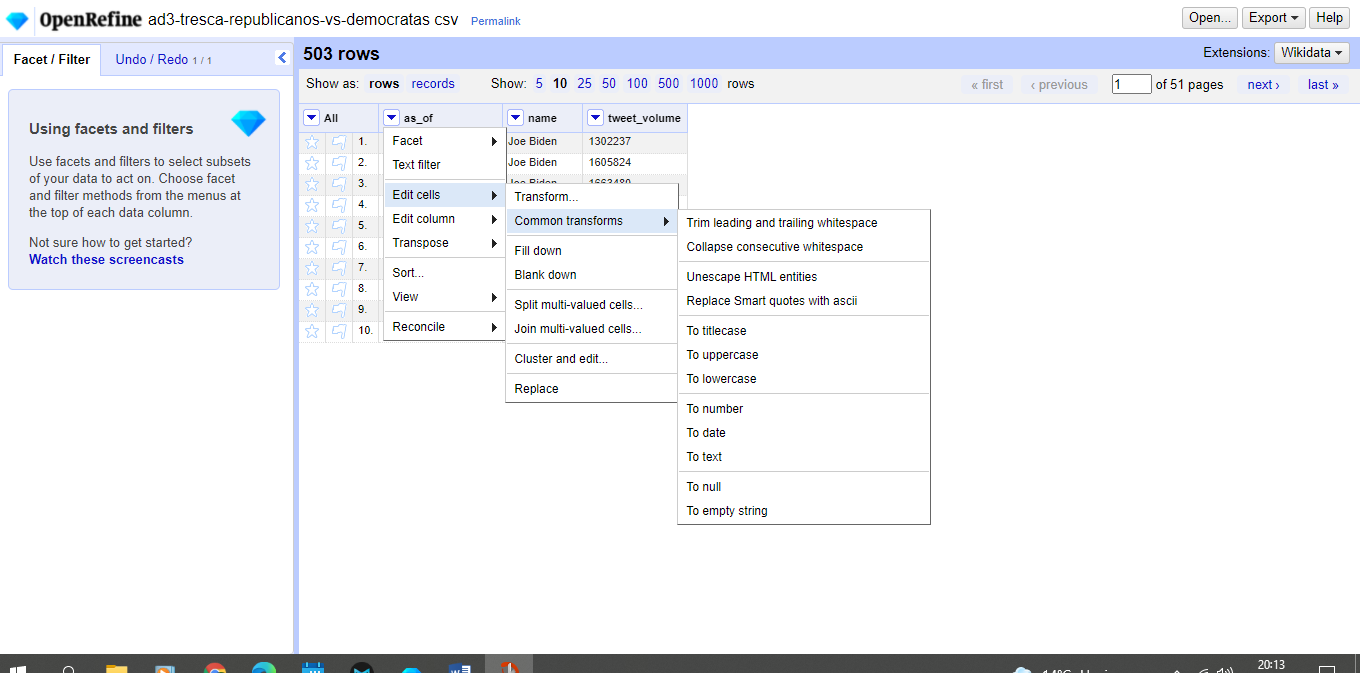 OpenRefine ad3-tresca-republicanos-vs-democratas csv Permalink Open... Export Help
Facet / Filter Undo / Redo 1 / 1
503 rows Extensions: Wikidata
Show as: rows records Show: 5 10 25 50 100 500 1000 rows « first ‹ previous 1 of 51 pages next › last »
Using facets and filters
Use facets and filters to select subsets
of your data to act on. Choose facet
and filter methods from the menus at
the top of each data column.
Not sure how to get started?
Watch these screencasts
All as_of name tweet_volume
1. Joe Biden 1302237
2. Joe Biden 1605824
3. Joe Biden 1663480
4.
5.
6.
7.
8.
9.
10.
Facet
Text filter
Edit cells
Edit column
Transpose
Sort...
View
Reconcile
Transform...
Common transforms
Fill down
Blank down
Split multi-valued cells...
Join multi-valued cells...
Cluster and edit...
Replace
Trim leading and trailing whitespace
Collapse consecutive whitespace
Unescape HTML entities
Replace Smart quotes with ascii
To titlecase
To uppercase
To lowercase
To number
To date
To text
To null
To empty string
20:13